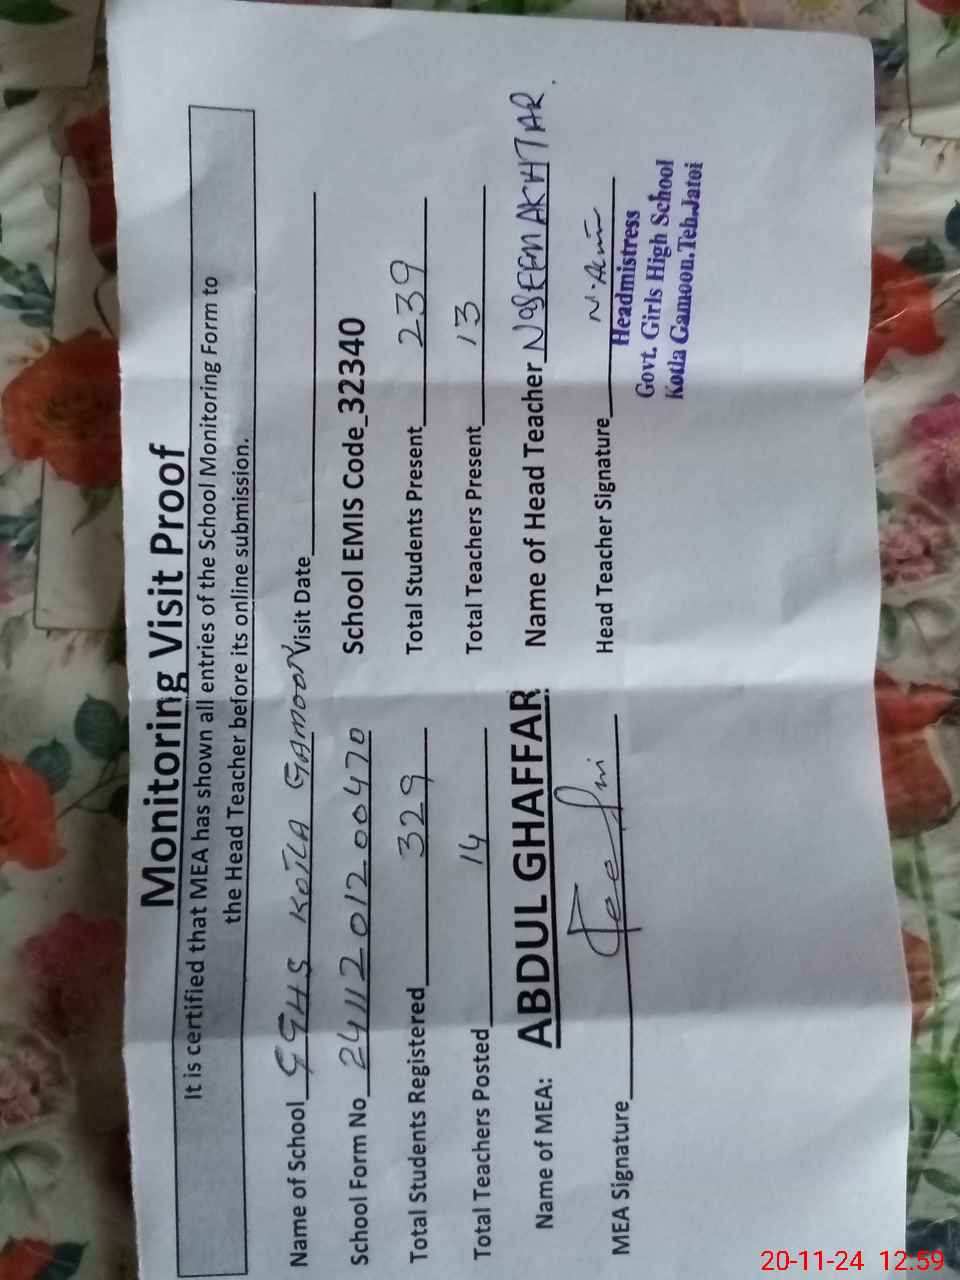 Monitoring Visit Proof
It is certified that MEA has shown all entries of the School Monitoring Form to
the Head Teacher before its online submission.
Name of School GGHS KOTLA GAMOON Visit Date
School Form No 2411201200470 School EMIS Code_32340
Total Students Registered 329 Total Students Present 239
Total Teachers Posted 14 Total Teachers Present 13
Name of MEA: ABDUL GHAFFAR. Name of Head Teacher NaSEEM AKHTAR.
MEA Signature Head Teacher Signature
Headmistress
Govt. Girls High School
Kotla Gamoon.Teh.Jatoi
20-11-24 12.59